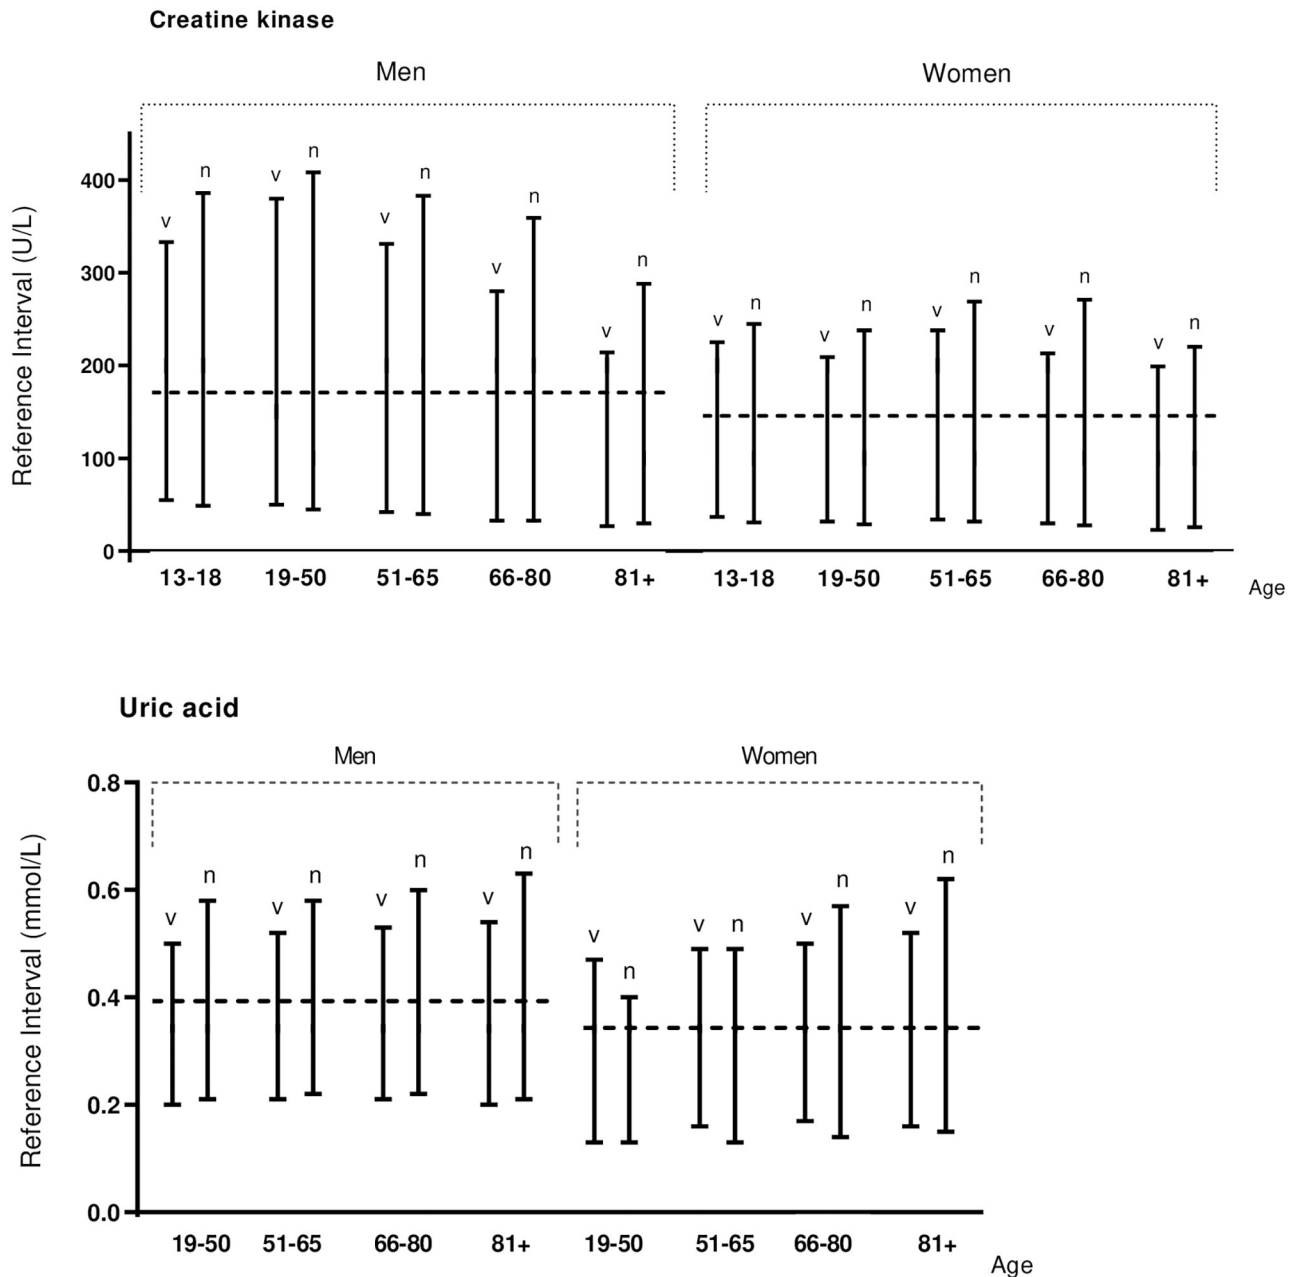 Creatine kinase
Men Women
Reference Interval (U/L)
400
300
200
100
0
v n v n v n v n v n v n v n v n v n v n
13-18 19-50 51-65 66-80 81+ 13-18 19-50 51-65 66-80 81+
Age
Uric acid
Men Women
Reference Interval (mmol/L)
0.8
0.6
0.4
0.2
0.0
v n v n v n v n v n v n v n v n
19-50 51-65 66-80 81+ 19-50 51-65 66-80 81+
Age